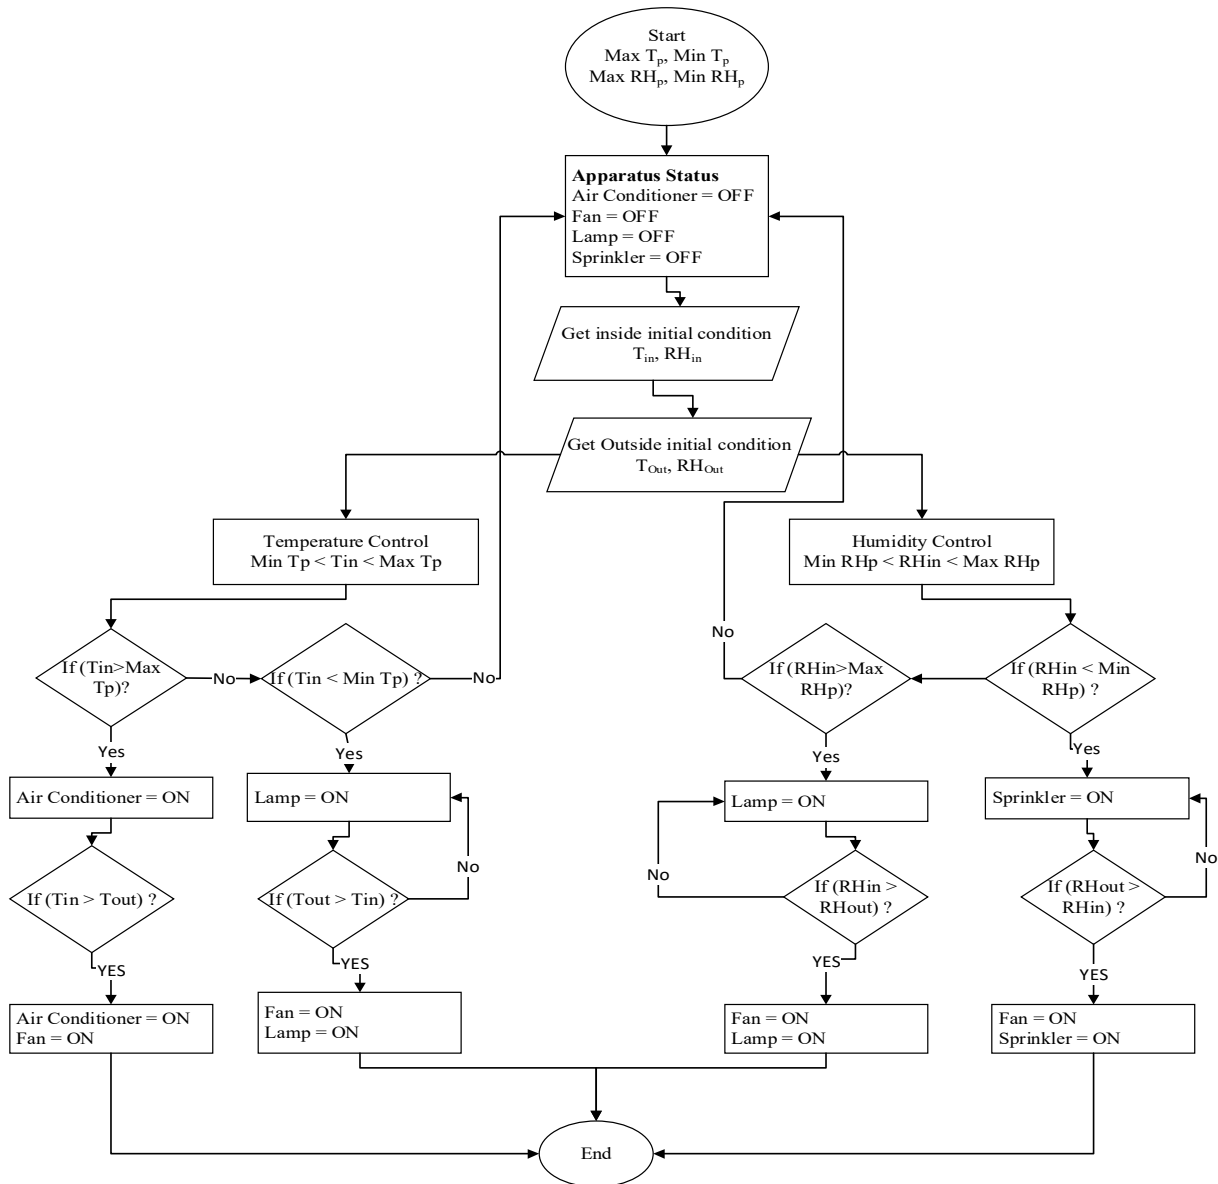 Start
Max Tp, Min Tp
Max RHp, Min RHp
Apparatus Status
Air Conditioner = OFF
Fan = OFF
Lamp = OFF
Sprinkler = OFF
Get inside initial condition
Tin, RHin
Get Outside initial condition
TOut, RHOut
Temperature Control
Min Tp < Tin < Max Tp
Humidity Control
Min RHp < RHin < Max RHp
If (Tin>Max
Tp)?
No
If (Tin < Min Tp) ?
No
No
If (RHin>Max
RHp)?
If (RHin < Min
RHp) ?
Yes
Yes
Yes
Yes
Air Conditioner = ON
Lamp = ON
Lamp = ON
Sprinkler = ON
If (Tin > Tout) ?
If (Tout > Tin) ?
No
No
If (RHin >
RHout) ?
If (RHout >
RHin) ?
No
YES
YES
YES
YES
Air Conditioner = ON
Fan = ON
Fan = ON
Lamp = ON
Fan = ON
Lamp = ON
Fan = ON
Sprinkler = ON
End